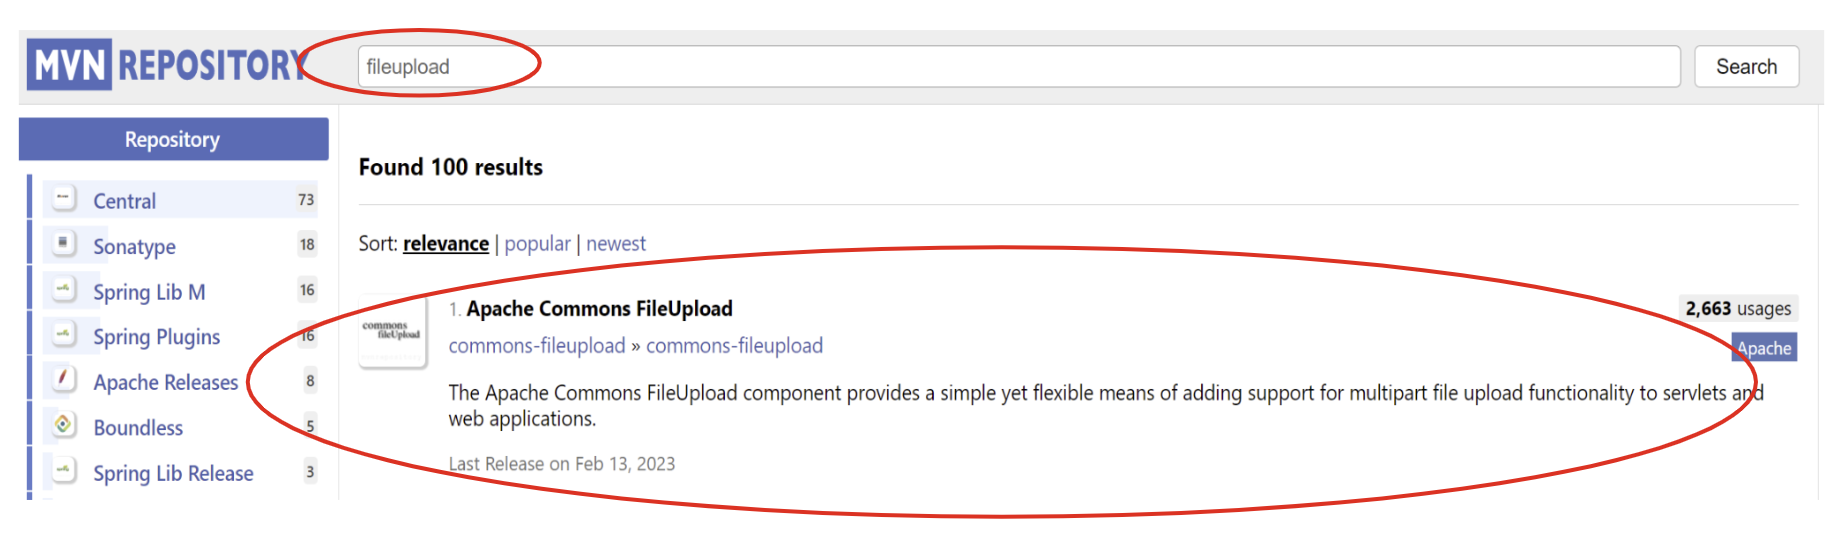 MVN REPOSITORY
fileupload
Search
Repository
Central 73
Sonatype 18
Spring Lib M 16
Spring Plugins 16
Apache Releases 8
Boundless 5
Spring Lib Release 3
Found 100 results
Sort: relevance | popular | newest
commons
fileUpload
1. Apache Commons FileUpload
2,663 usages
commons-fileupload » commons-fileupload
Apache
The Apache Commons FileUpload component provides a simple yet flexible means of adding support for multipart file upload functionality to servlets and
web applications.
Last Release on Feb 13, 2023